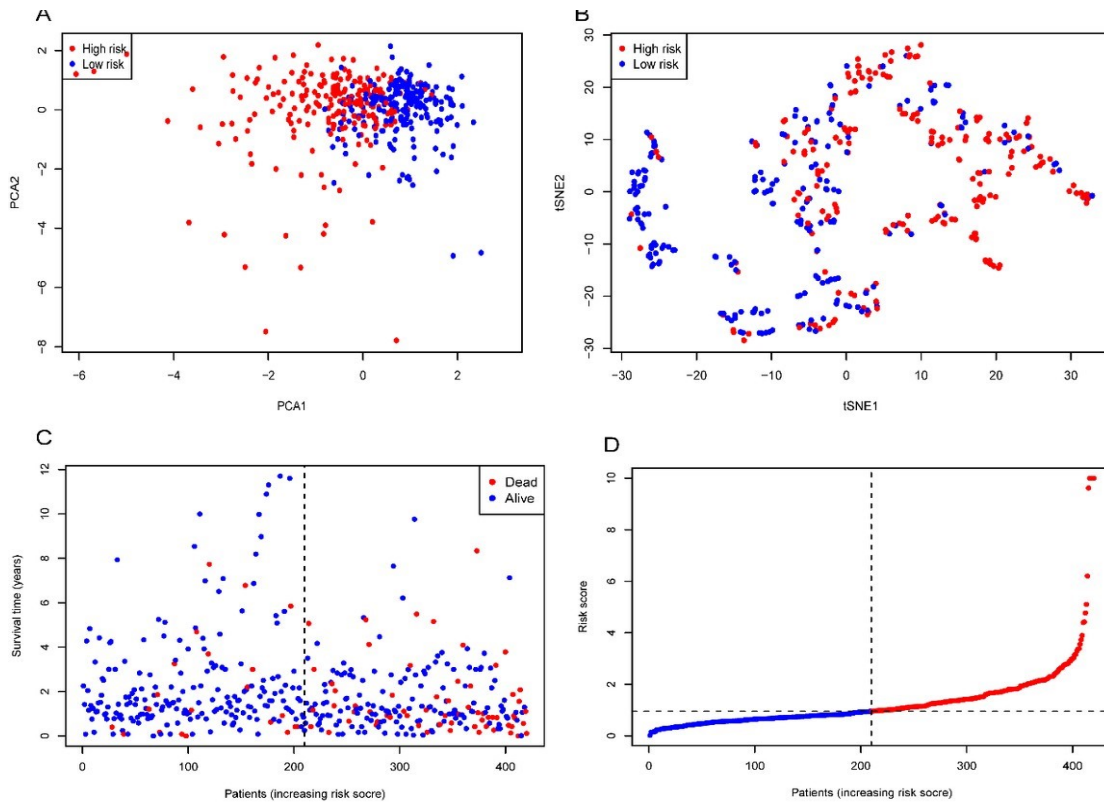 A
High risk
Low risk
2
0
−2
−4
−6
−8
PCA2
−6
−4
−2
0
2
PCA1
B
High risk
Low risk
30
20
10
0
−10
−20
−30
tSNE2
−30
−20
−10
0
10
20
30
tSNE1
C
Dead
Alive
12
10
8
6
4
2
0
Survival time (years)
0
100
200
300
400
Patients (increasing risk socre)
D
10
8
6
4
2
0
Risk score
0
100
200
300
400
Patients (increasing risk socre)